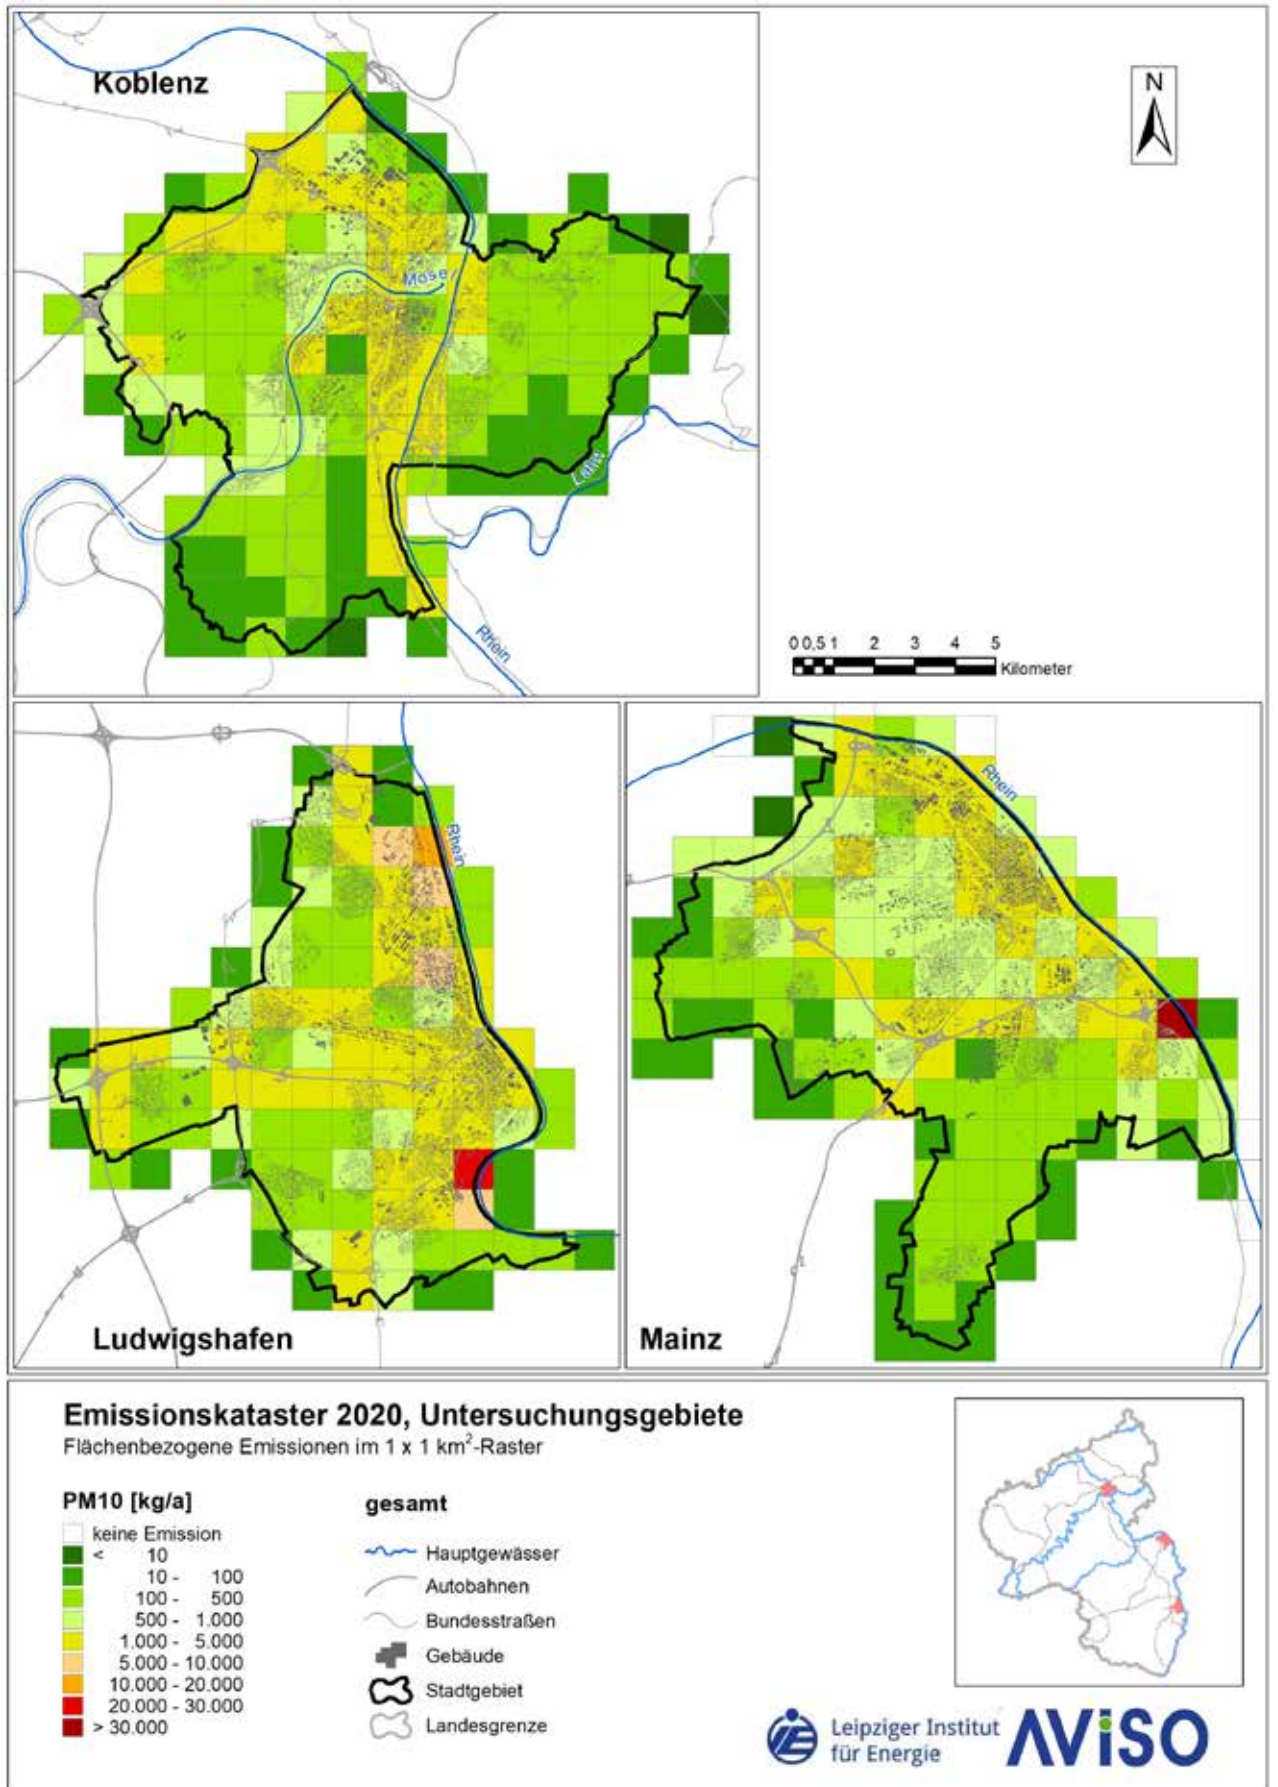 Koblenz
N
Mosel
Lahn
Rhein
0 0,5 1 2 3 4 5
Kilometer
Rhein
Ludwigshafen
Rhein
Mainz
Emissionskataster 2020, Untersuchungsgebiete
Flächenbezogene Emissionen im 1 x 1 km²-Raster
PM10 [kg/a]
keine Emission
< 10
10 - 100
100 - 500
500 - 1.000
1.000 - 5.000
5.000 - 10.000
10.000 - 20.000
20.000 - 30.000
> 30.000
gesamt
Hauptgewässer
Autobahnen
Bundesstraßen
Gebäude
Stadtgebiet
Landesgrenze
Leipziger Institut
für Energie
AViSO